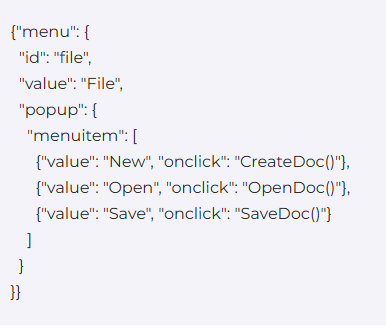 {"menu": {
  "id": "file",
  "value": "File",
  "popup": {
    "menuitem": [
      {"value": "New", "onclick": "CreateDoc()"},
      {"value": "Open", "onclick": "OpenDoc()"},
      {"value": "Save", "onclick": "SaveDoc()"}
    ]
  }
}}